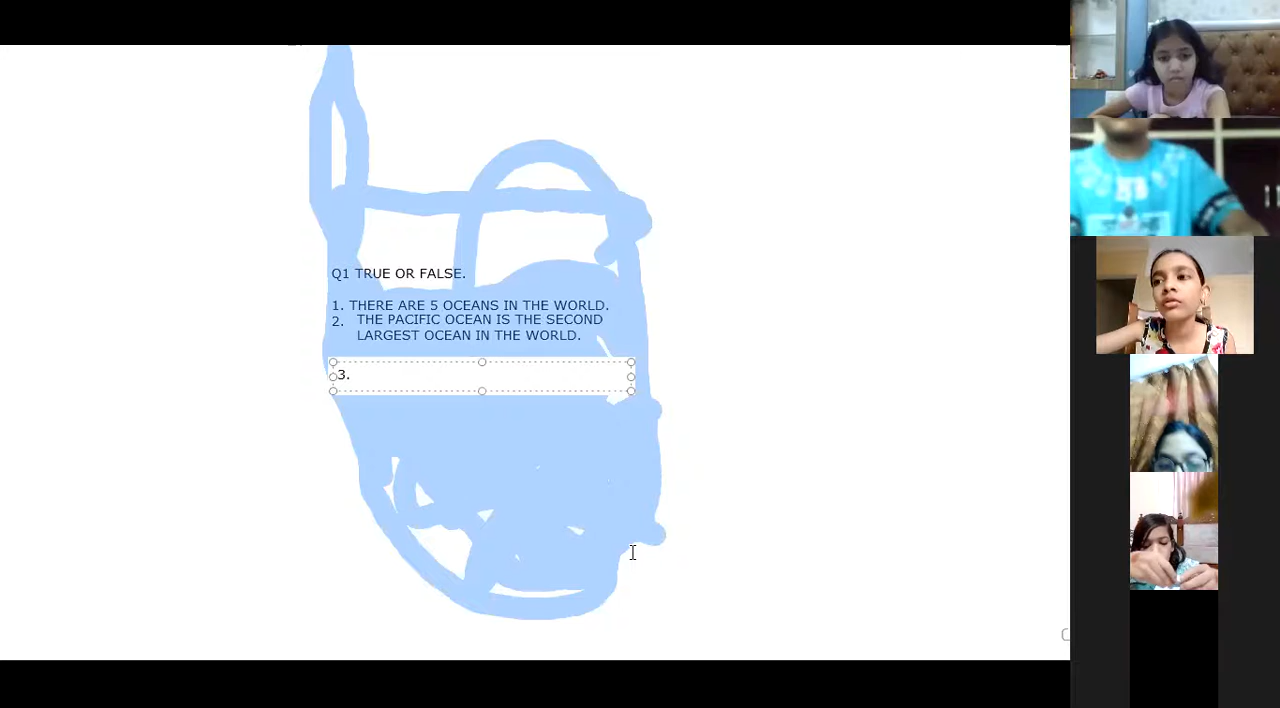 Q1 TRUE OR FALSE.
1. THERE ARE 5 OCEANS IN THE WORLD.
2. THE PACIFIC OCEAN IS THE SECOND
LARGEST OCEAN IN THE WORLD.
3.